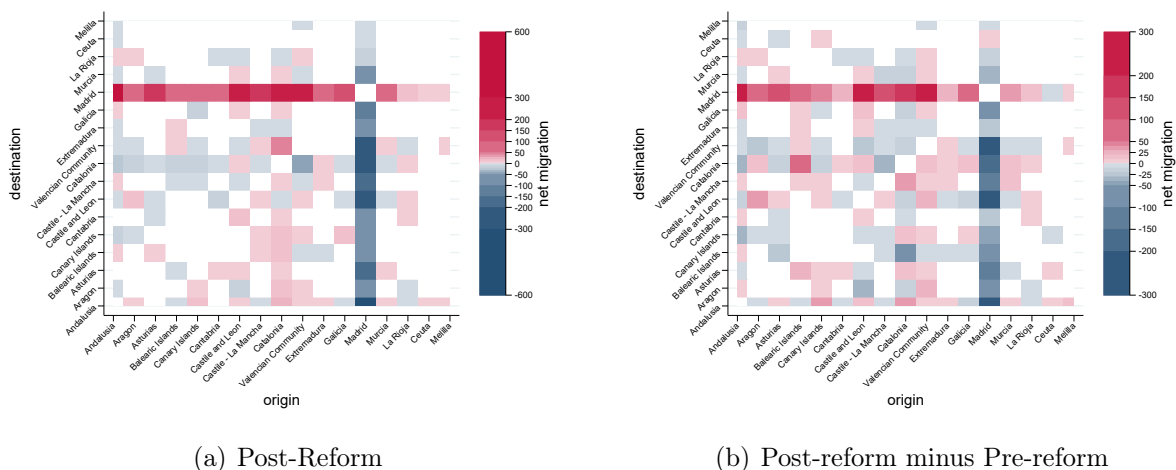 Melilla
Ceuta
La Rioja
Murcia
Madrid
Galicia
Extremadura
Valencian Community
Catalonia
Castile - La Mancha
Castile and Leon
Cantabria
Canary Islands
Balearic Islands
Asturias
Aragon
Andalusia
destination
Andalusia
Aragon
Asturias
Balearic Islands
Canary Islands
Cantabria
Castile and Leon
Castile - La Mancha
Catalonia
Valencian Community
Extremadura
Galicia
Madrid
Murcia
La Rioja
Ceuta
Melilla
origin
600
300
200
100
50
0
-50
-100
-200
-300
-600
net migration
(a) Post-Reform
Melilla
Ceuta
La Rioja
Murcia
Madrid
Galicia
Extremadura
Valencian Community
Catalonia
Castile - La Mancha
Castile and Leon
Cantabria
Canary Islands
Balearic Islands
Asturias
Aragon
Andalusia
destination
Andalusia
Aragon
Asturias
Balearic Islands
Canary Islands
Cantabria
Castile and Leon
Castile - La Mancha
Catalonia
Valencian Community
Extremadura
Galicia
Madrid
Murcia
La Rioja
Ceuta
Melilla
origin
300
200
150
100
50
25
0
-25
-50
-100
-150
-200
-300
net migration
(b) Post-reform minus Pre-reform